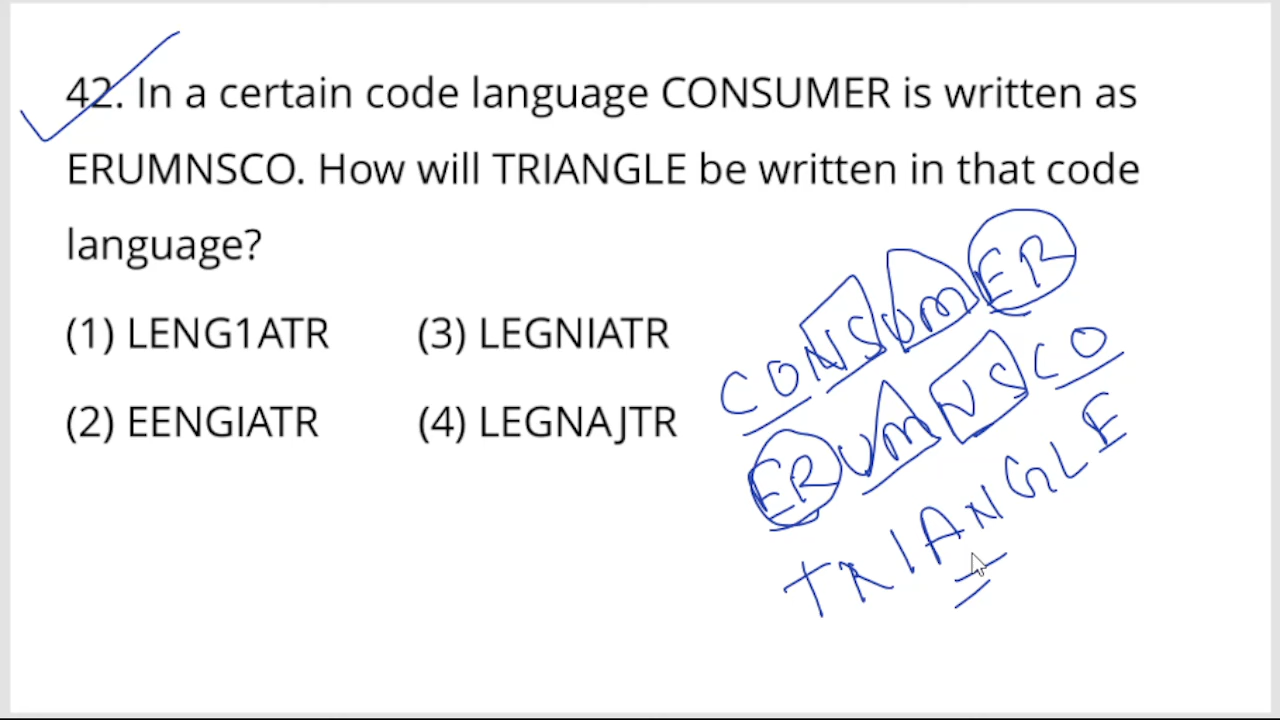 42. In a certain code language CONSUMER is written as
ERUMNSCO. How will TRIANGLE be written in that code
language?
(1) LENG1ATR (3) LEGNIATR
(2) EENGIATR (4) LEGNAJTR
CONSUMER
ERUMNSCO
TRIANGLE